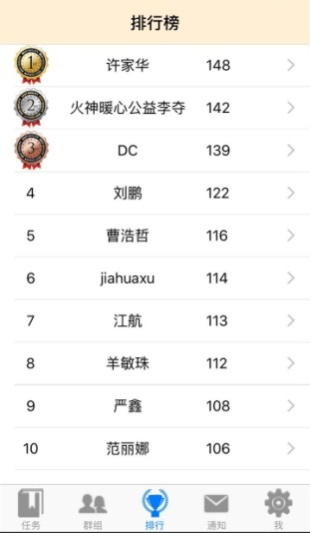 排行榜
1 许家华 148
2 火神暖心公益李夺 142
3 DC 139
4 刘鹏 122
5 曹浩哲 116
6 jiahuaxu 114
7 江航 113
8 羊敏珠 112
9 严鑫 108
10 范丽娜 106
任务 群组 排行 通知 我